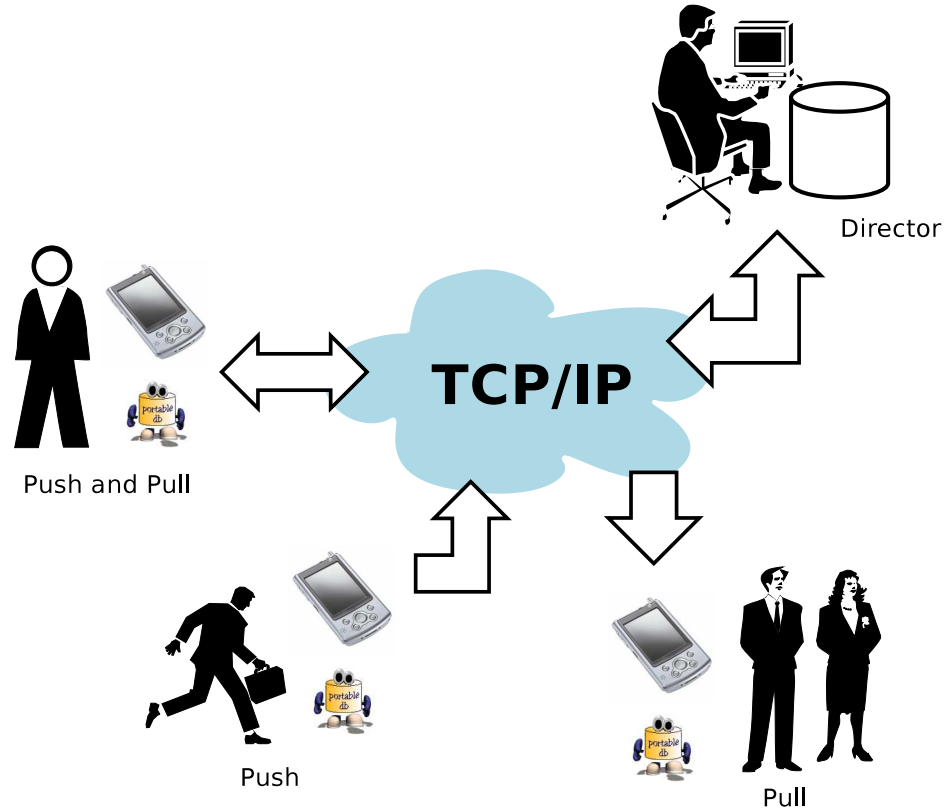 Director
TCP/IP
portable
db
Push and Pull
portable
db
Push
portable
db
Pull